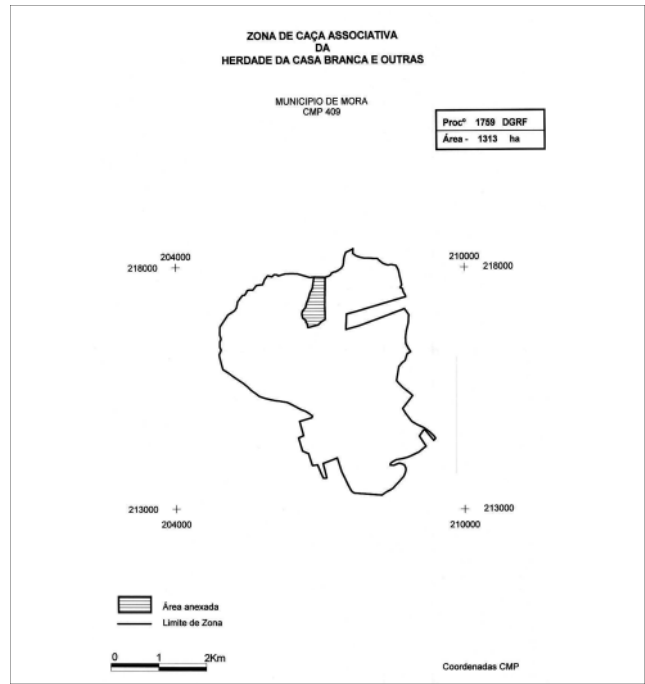 ZONA DE CAÇA ASSOCIATIVA
DA
HERDADE DA CASA BRANCA E OUTRAS
MUNICIPIO DE MORA
CMP 409
Procº 1759 DGRF
Área - 1313 ha
204000
218000
210000
218000
213000
204000
213000
210000
Área anexada
Limite de Zona
0 1 2Km
Coordenadas CMP